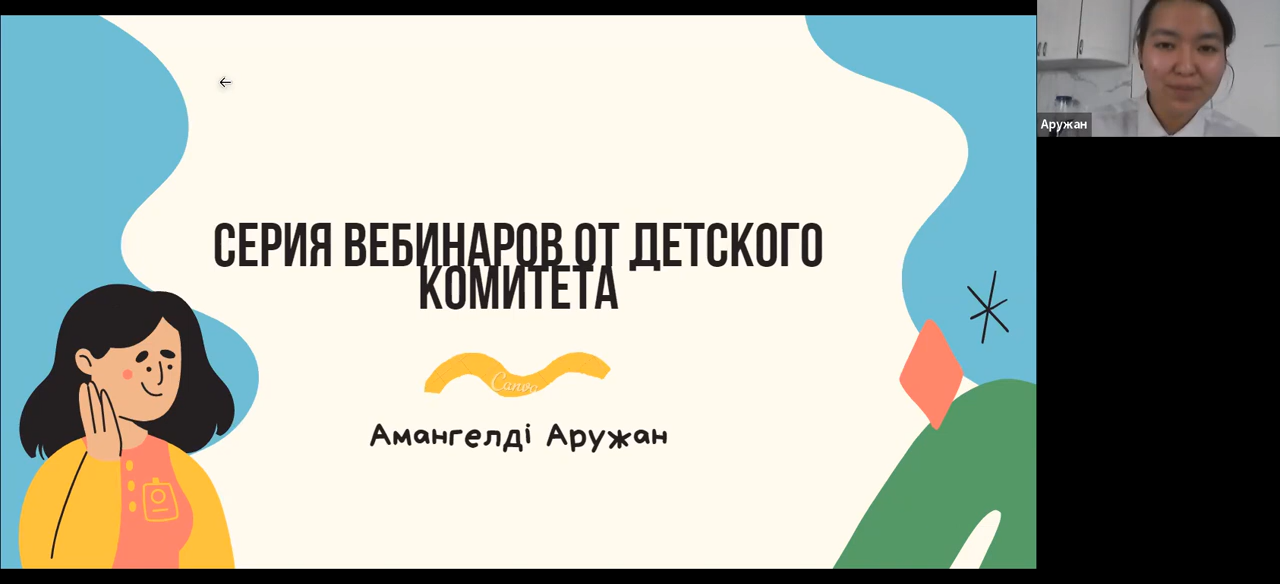 СЕРИЯ ВЕБИНАРОВ ОТ ДЕТСКОГО
КОМИТЕТА
Canva
Амангелді Аружан
Аружан